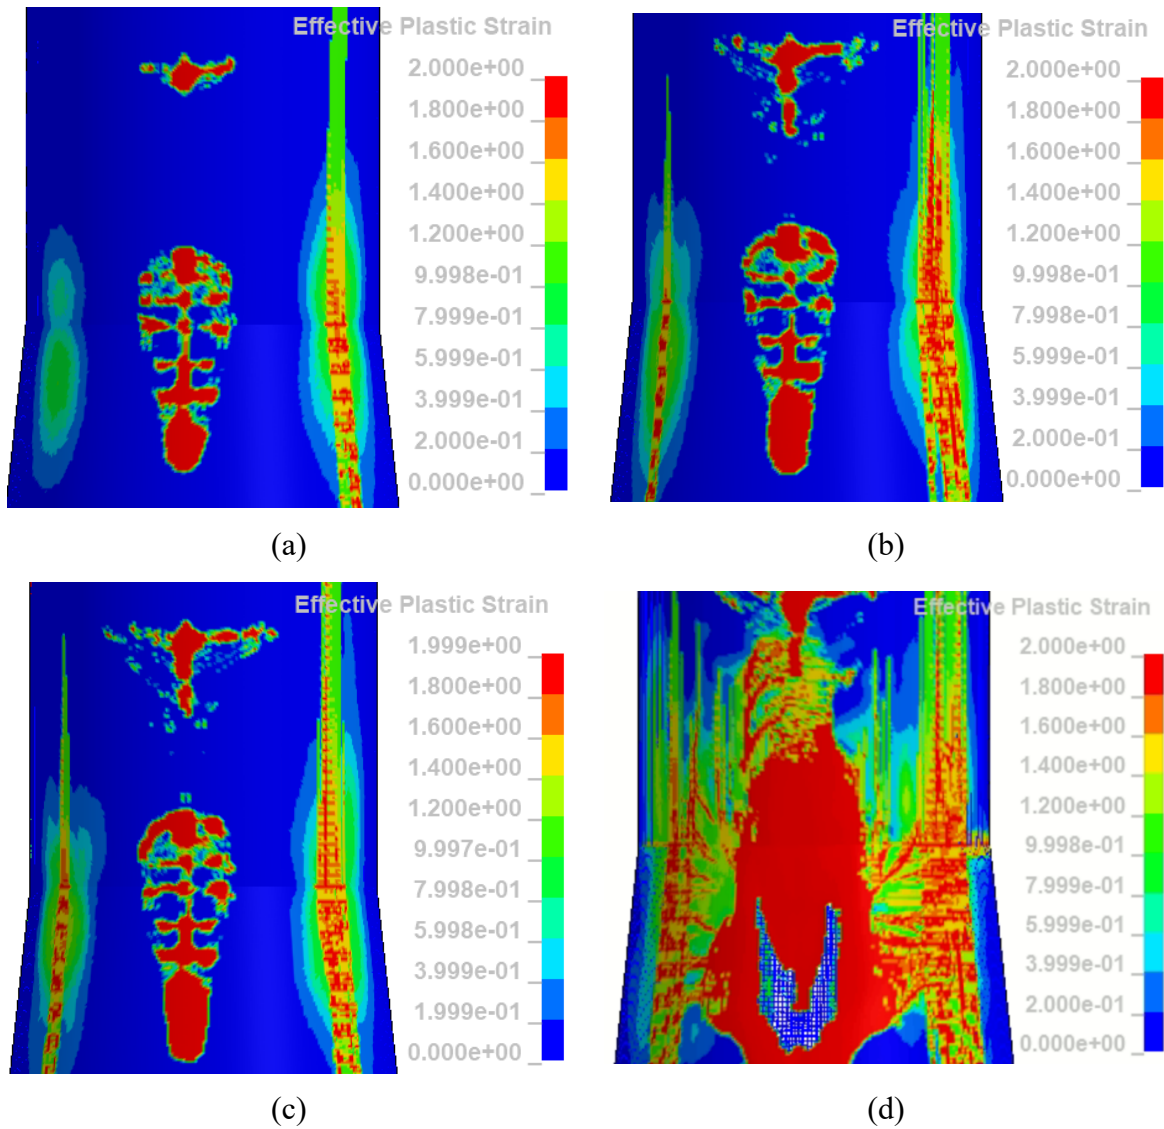 Effective Plastic Strain
2.000e+00
1.800e+00
1.600e+00
1.400e+00
1.200e+00
9.998e-01
7.999e-01
5.999e-01
3.999e-01
2.000e-01
0.000e+00
(a)
Effective Plastic Strain
2.000e+00
1.800e+00
1.600e+00
1.400e+00
1.200e+00
9.998e-01
7.998e-01
5.999e-01
3.999e-01
2.000e-01
0.000e+00
(b)
Effective Plastic Strain
1.999e+00
1.800e+00
1.600e+00
1.400e+00
1.200e+00
9.997e-01
7.998e-01
5.998e-01
3.999e-01
1.999e-01
0.000e+00
(c)
Effective Plastic Strain
2.000e+00
1.800e+00
1.600e+00
1.400e+00
1.200e+00
9.998e-01
7.999e-01
5.999e-01
3.999e-01
2.000e-01
0.000e+00
(d)